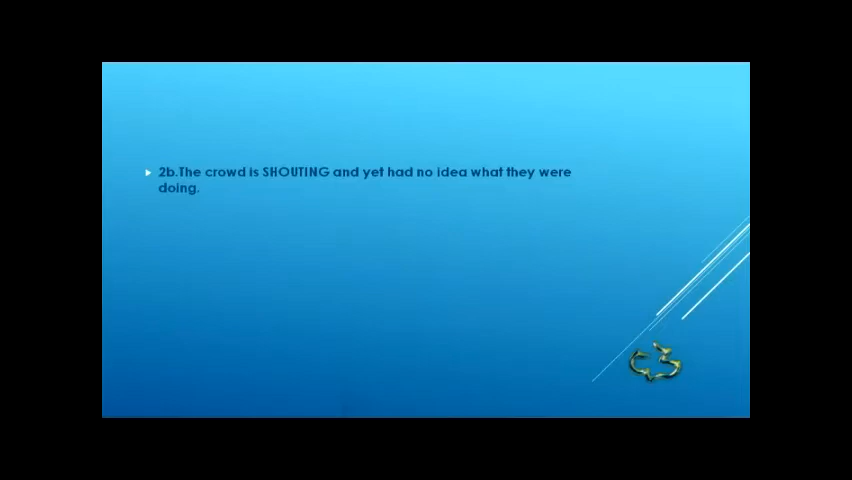 2b.The crowd is SHOUTING and yet had no idea what they were
doing.